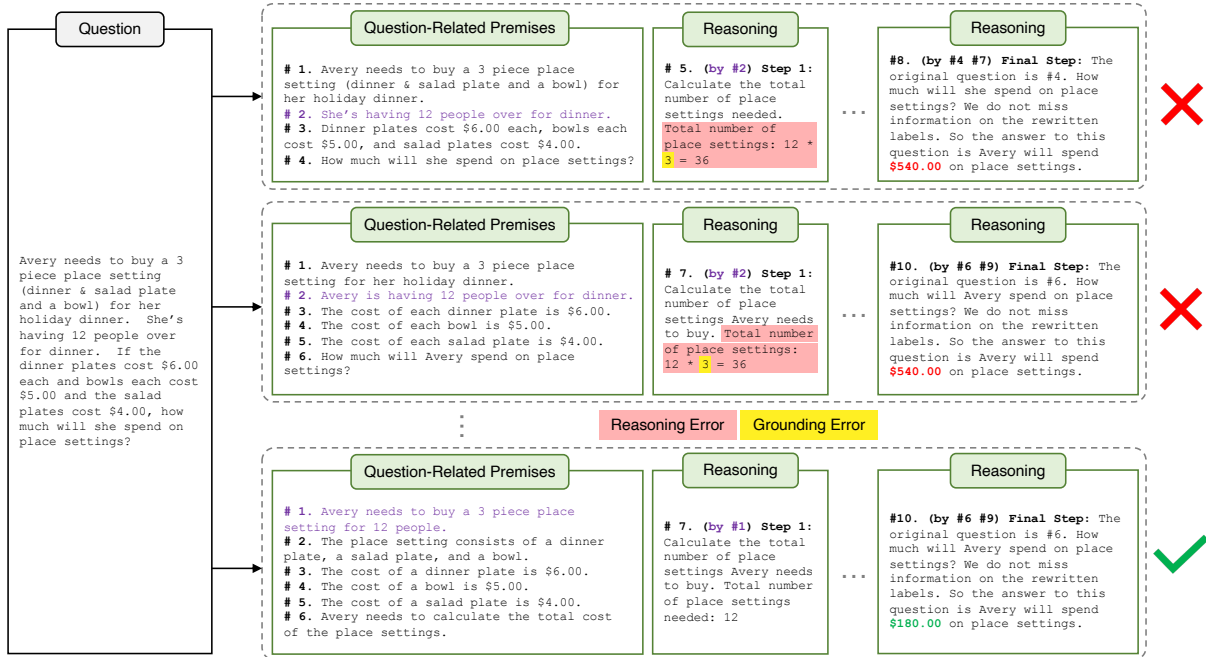 Question
Avery needs to buy a 3
piece place setting
(dinner & salad plate
and a bowl) for her
holiday dinner. She's
having 12 people over
for dinner. If the
dinner plates cost $6.00
each and bowls each cost
$5.00 and the salad
plates cost $4.00, how
much will she spend on
place settings?
Question-Related Premises
# 1. Avery needs to buy a 3 piece place
setting (dinner & salad plate and a bowl) for
her holiday dinner.
# 2. She's having 12 people over for dinner.
# 3. Dinner plates cost $6.00 each, bowls each
cost $5.00, and salad plates cost $4.00.
# 4. How much will she spend on place settings?
Reasoning
# 5. (by #2) Step 1:
Calculate the total
number of place
settings needed.
Total number of
place settings: 12 *
3 = 36
...
Reasoning
#8. (by #4 #7) Final Step: The
original question is #4. How
much will she spend on place
settings? We do not miss
information on the rewritten
labels. So the answer to this
question is Avery will spend
$540.00 on place settings.
Question-Related Premises
# 1. Avery needs to buy a 3 piece place
setting for her holiday dinner.
# 2. Avery is having 12 people over for dinner.
# 3. The cost of each dinner plate is $6.00.
# 4. The cost of each bowl is $5.00.
# 5. The cost of each salad plate is $4.00.
# 6. How much will Avery spend on place
settings?
Reasoning
# 7. (by #2) Step 1:
Calculate the total
number of place
settings Avery needs
to buy. Total number
of place settings:
12 * 3 = 36
...
Reasoning
#10. (by #6 #9) Final Step: The
original question is #6. How
much will Avery spend on place
settings? We do not miss
information on the rewritten
labels. So the answer to this
question is Avery will spend
$540.00 on place settings.
Reasoning Error
Grounding Error
Question-Related Premises
# 1. Avery needs to buy a 3 piece place
setting for 12 people.
# 2. The place setting consists of a dinner
plate, a salad plate, and a bowl.
# 3. The cost of a dinner plate is $6.00.
# 4. The cost of a bowl is $5.00.
# 5. The cost of a salad plate is $4.00.
# 6. Avery needs to calculate the total cost
of the place settings.
Reasoning
# 7. (by #1) Step 1:
Calculate the total
number of place
settings Avery needs
to buy. Total number
of place settings
needed: 12
...
Reasoning
#10. (by #6 #9) Final Step: The
original question is #6. How
much will Avery spend on place
settings? We do not miss
information on the rewritten
labels. So the answer to this
question is Avery will spend
$180.00 on place settings.